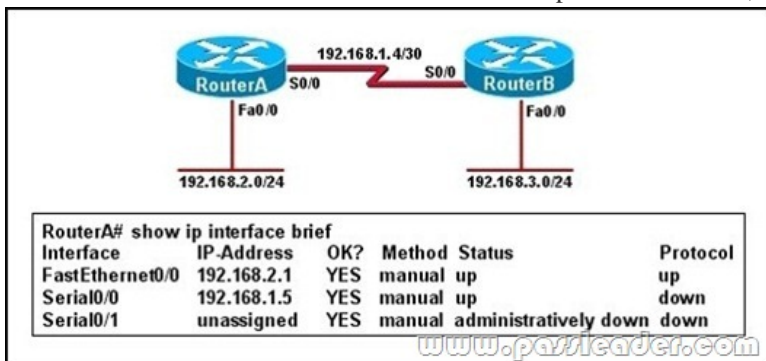 192.168.1.4/30
RouterA
S0/0
S0/0
RouterB
Fa0/0
Fa0/0
192.168.2.0/24
192.168.3.0/24
RouterA# show ip interface brief
Interface IP-Address OK? Method Status Protocol
FastEthernet0/0 192.168.2.1 YES manual up up
Serial0/0 192.168.1.5 YES manual up down
Serial0/1 unassigned YES manual administratively down down
www.passleader.com